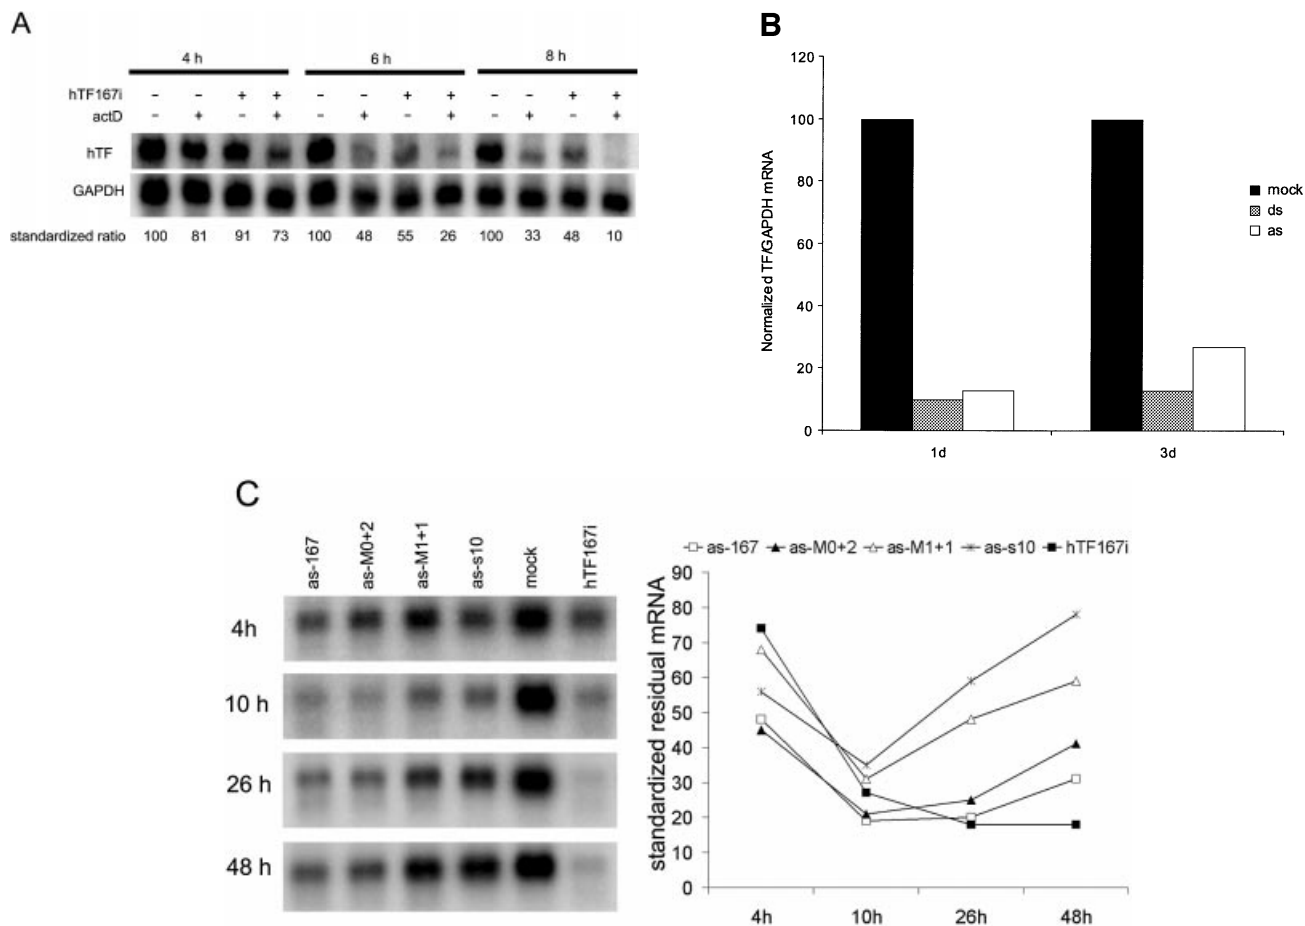 A
4 h 6 h 8 h
hTF167i - - + + - - + + - - + +
actD - + - + - + - + - + - +
hTF
GAPDH
standardized ratio 100 81 91 73 100 48 55 26 100 33 48 10
B
120
100
80
60
40
20
0
Normalized TF/GAPDH mRNA
1d 3d
mock
ds
as
C
as-167 as-M0+2 as-M1+1 as-s10 mock hTF167i
4h
10 h
26 h
48 h
as-167 as-M0+2 as-M1+1 as-s10 hTF167i
standardized residual mRNA
90
80
70
60
50
40
30
20
10
0
4h 10h 26h 48h